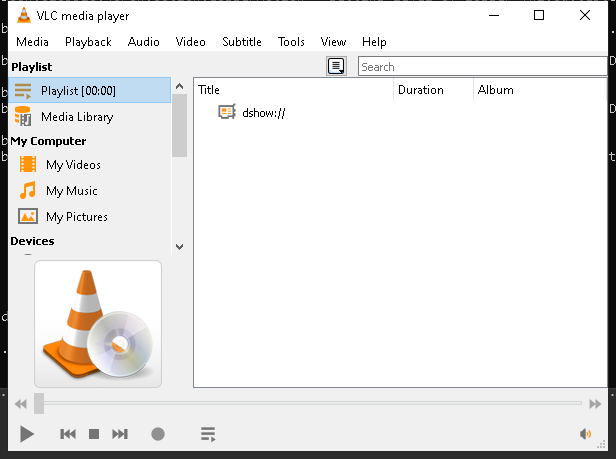 VLC media player
Media Playback Audio Video Subtitle Tools View Help
Playlist
Search
Playlist [00:00]
Media Library
My Computer
My Videos
My Music
My Pictures
Devices
Title Duration Album
dshow://